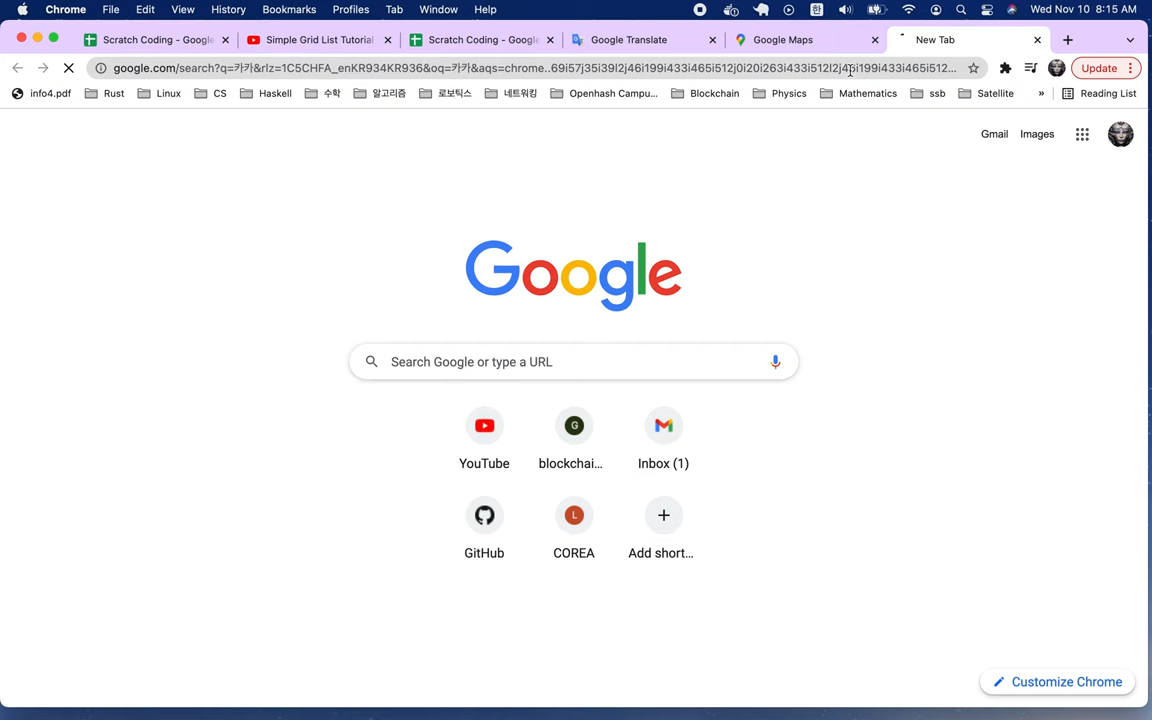 Chrome File Edit View History Bookmarks Profiles Tab Window Help 한 Wed Nov 10 8:15 AM
Scratch Coding - Google Simple Grid List Tutorial Scratch Coding - Google Google Translate Google Maps New Tab
google.com/search?q=카카&rlz=1C5CHFA_enKR934KR936&oq=카카&aqs=chrome..69i57j35i39l2j46i199i433i465i512j0i20i263i433i512l2j46i199i433i465i512... Update
info4.pdf Rust Linux CS Haskell 수학 알고리즘 로보틱스 네트워킹 Openhash Campu... Blockchain Physics Mathematics ssb Satellite » Reading List
Gmail Images
Google
Search Google or type a URL
G
YouTube blockchai... Inbox (1)
L
GitHub COREA Add short...
Customize Chrome